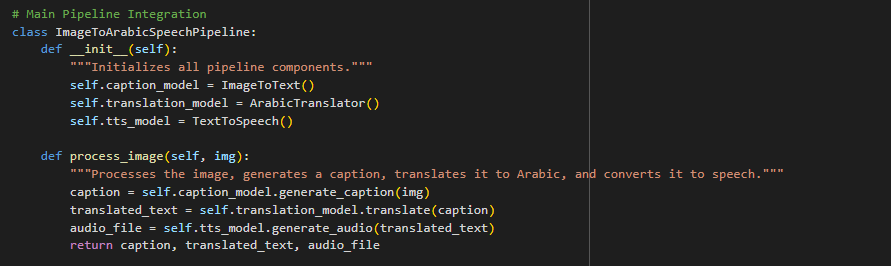 # Main Pipeline Integration
class ImageToArabicSpeechPipeline:
    def __init__(self):
        """Initializes all pipeline components."""
        self.caption_model = ImageToText()
        self.translation_model = ArabicTranslator()
        self.tts_model = TextToSpeech()

    def process_image(self, img):
        """Processes the image, generates a caption, translates it to Arabic, and converts it to speech."""
        caption = self.caption_model.generate_caption(img)
        translated_text = self.translation_model.translate(caption)
        audio_file = self.tts_model.generate_audio(translated_text)
        return caption, translated_text, audio_file